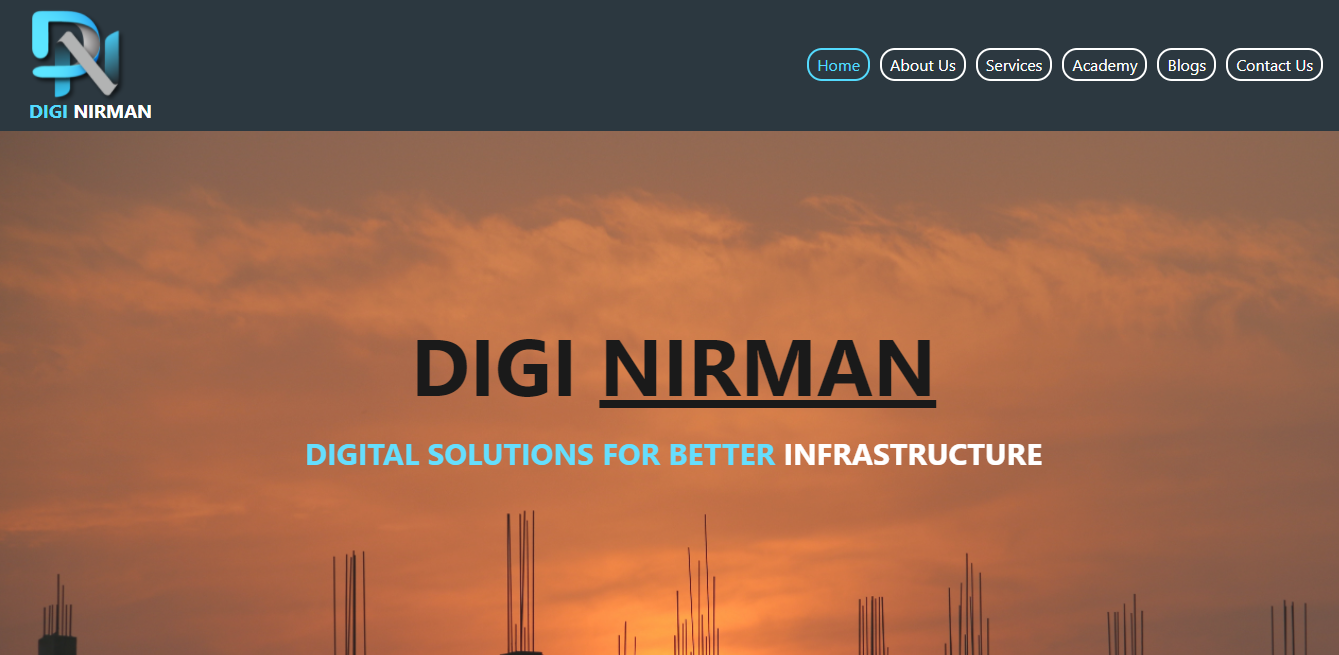 DIGI NIRMAN
Home About Us Services Academy Blogs Contact Us
DIGI NIRMAN
DIGITAL SOLUTIONS FOR BETTER INFRASTRUCTURE